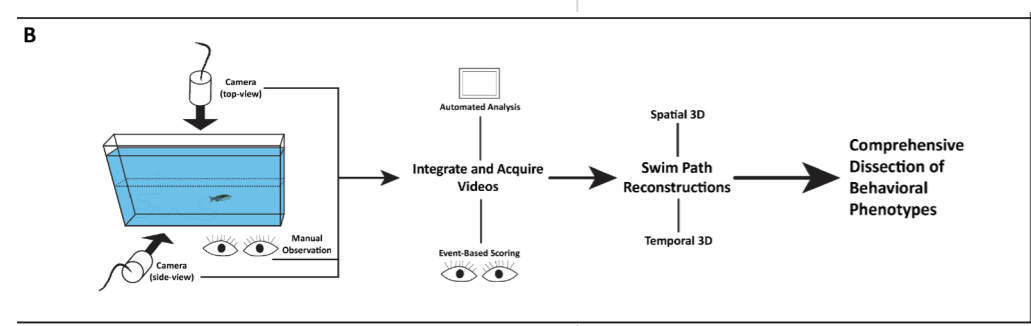 B
Camera
(top-view)
Manual
Observation
Camera
(side-view)
Automated Analysis
Integrate and Acquire
Videos
Event-Based Scoring
Spatial 3D
Swim Path
Reconstructions
Temporal 3D
Comprehensive
Dissection of
Behavioral
Phenotypes